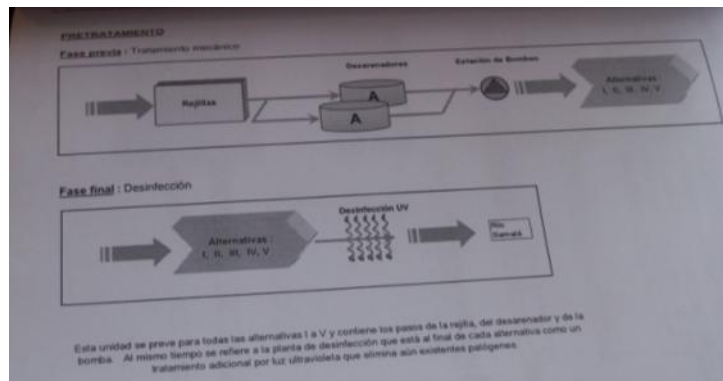 PRETRATAMIENTO
Fase previa : Tratamiento mecánico
Desarenadores
Estación de Bombeo
Rejillas
A
A
Alternativas
I, II, III, IV, V
Fase final : Desinfección
Desinfección UV
Alternativas :
I, II, III, IV, V
Río
Samalá
Esta unidad se preve para todas las alternativas I a V y contiene los pasos de la rejilla, del desarenador y de la
bomba. Al mismo tiempo se refiere a la planta de desinfección que está al final de cada alternativa como un
tratamiento adicional por luz ultravioleta que elimina aún existentes patógenos.